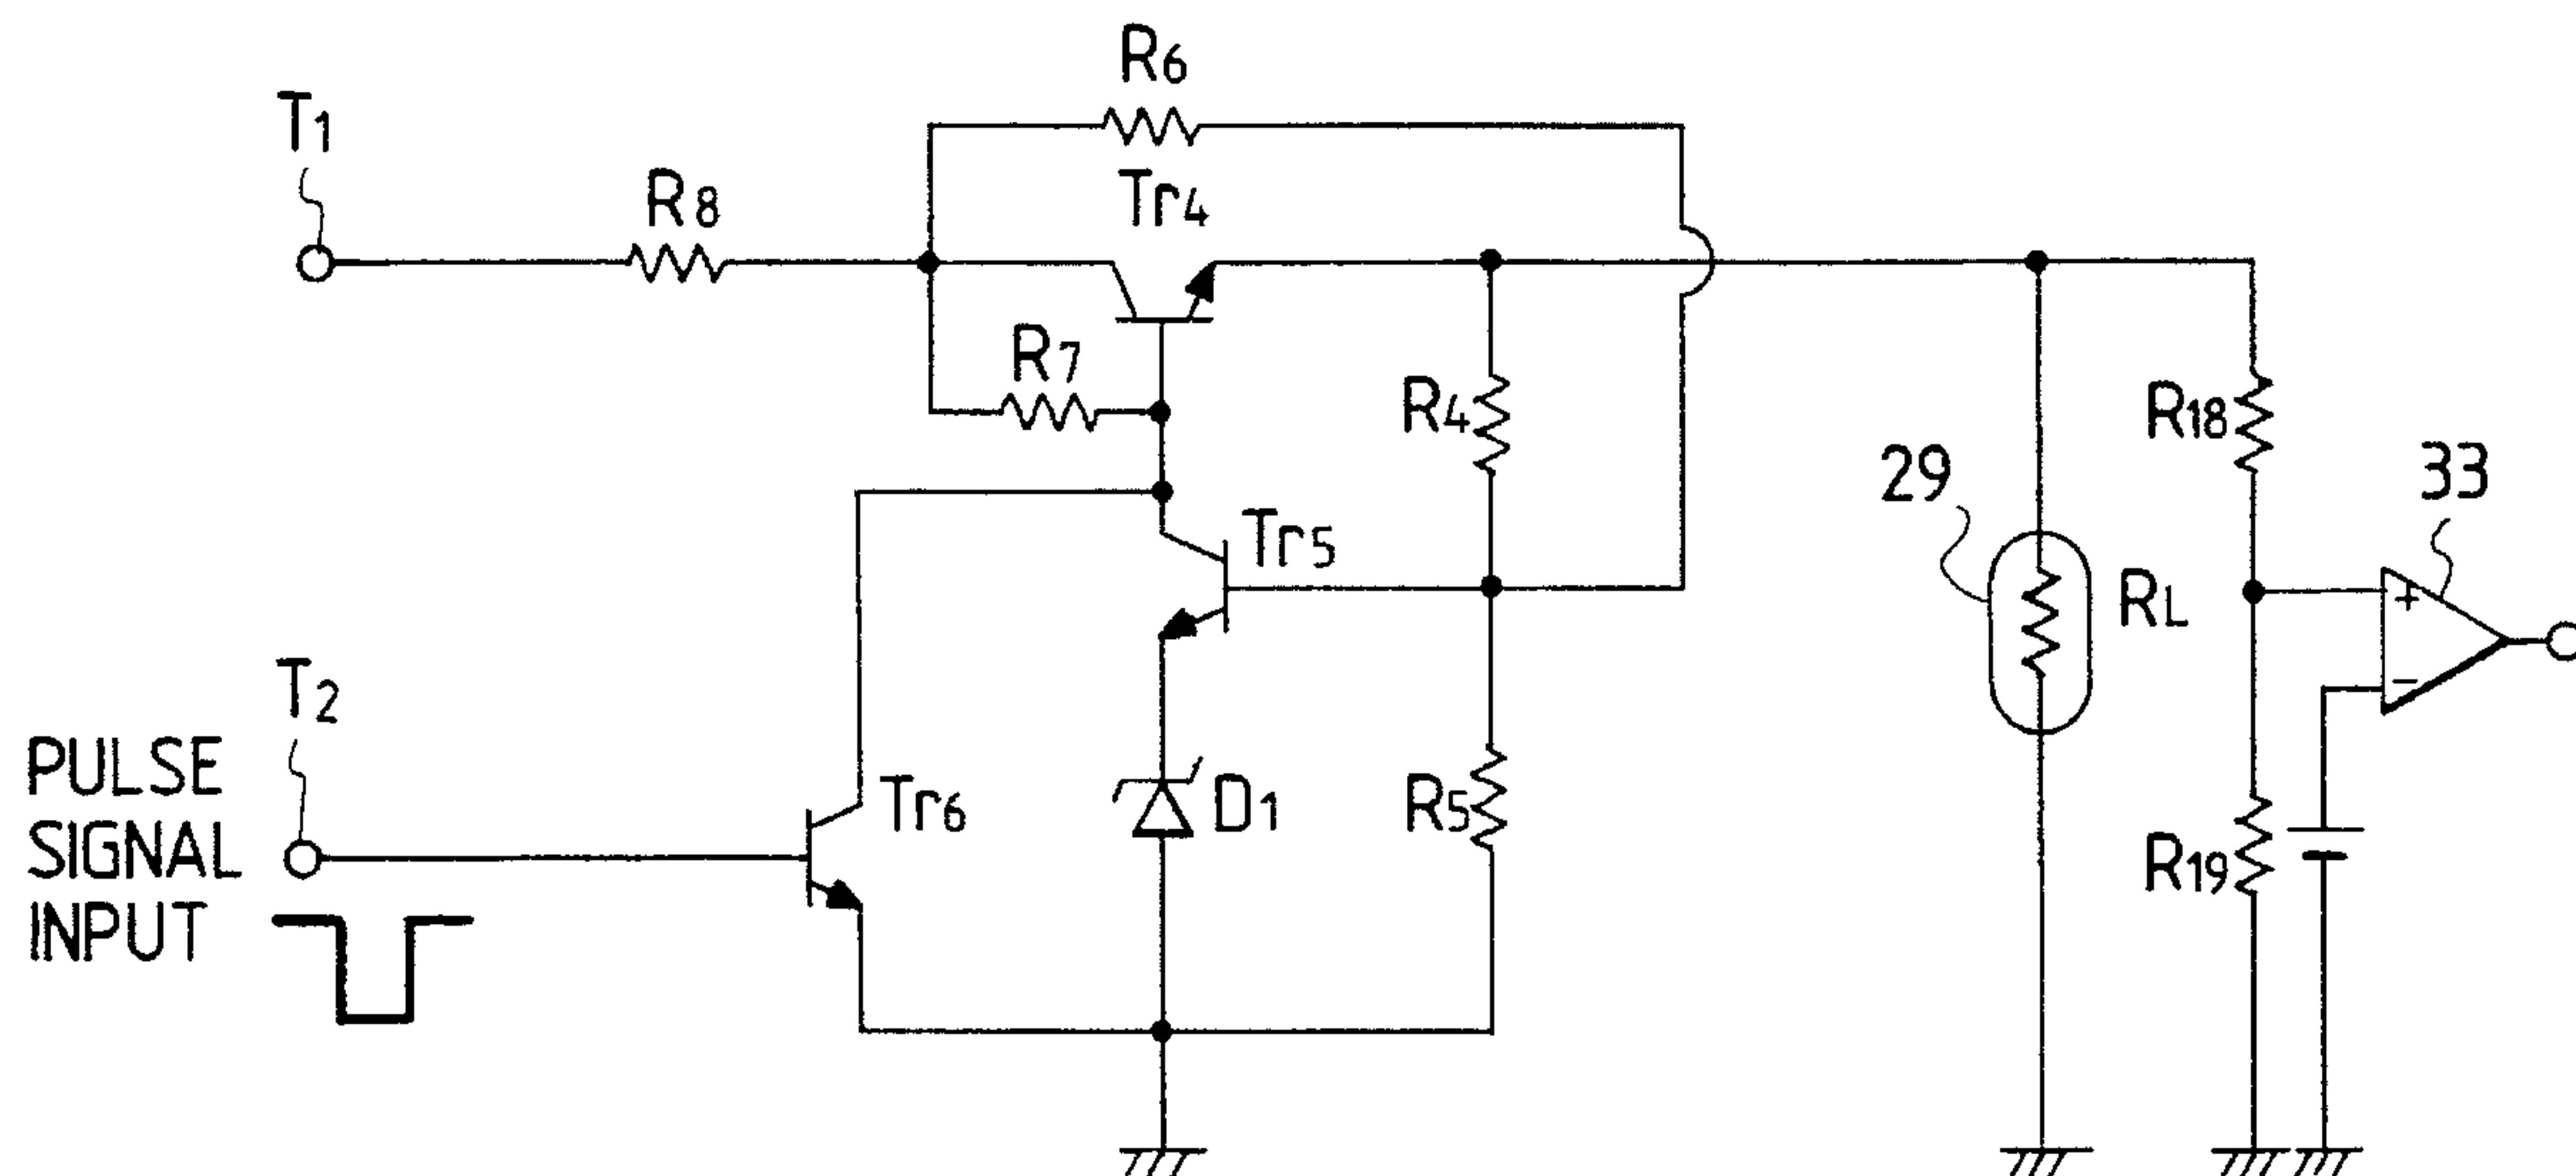 R6
T1
R8
Tr4
R7
R4
R18
29
33
Tr5
RL
+
−
T2
PULSE
SIGNAL
INPUT
Tr6
D1
R5
R19